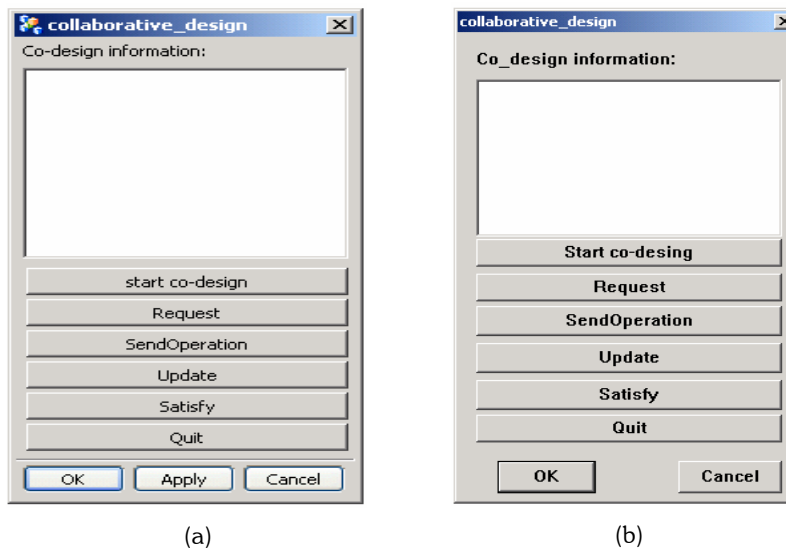 collaborative_design
Co-design information:
start co-design
Request
SendOperation
Update
Satisfy
Quit
OK Apply Cancel
(a)
collaborative_design
Co_design information:
Start co-desing
Request
SendOperation
Update
Satisfy
Quit
OK Cancel
(b)